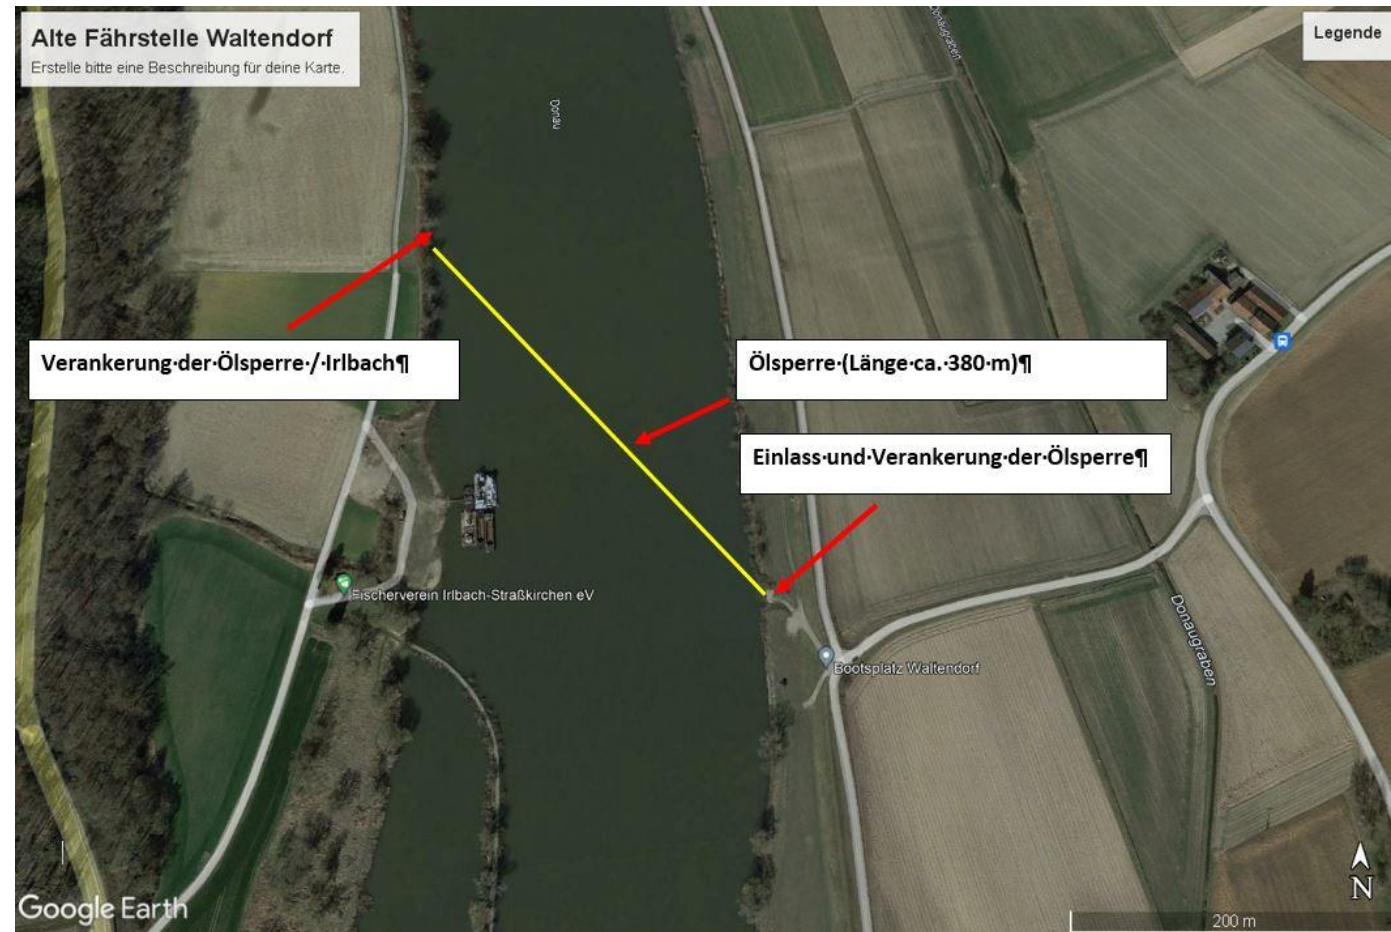 Alte Fährstelle Waltendorf
Erstelle bitte eine Beschreibung für deine Karte.
Legende
Donaugraben
Donau
Verankerung·der·Ölsperre·/·Irlbach¶
Ölsperre·(Länge·ca.·380·m)¶
Einlass·und·Verankerung·der·Ölsperre¶
Fischerverein Irlbach-Straßkirchen eV
Donaugraben
Bootsplatz Waltendorf
N
Google Earth
200 m